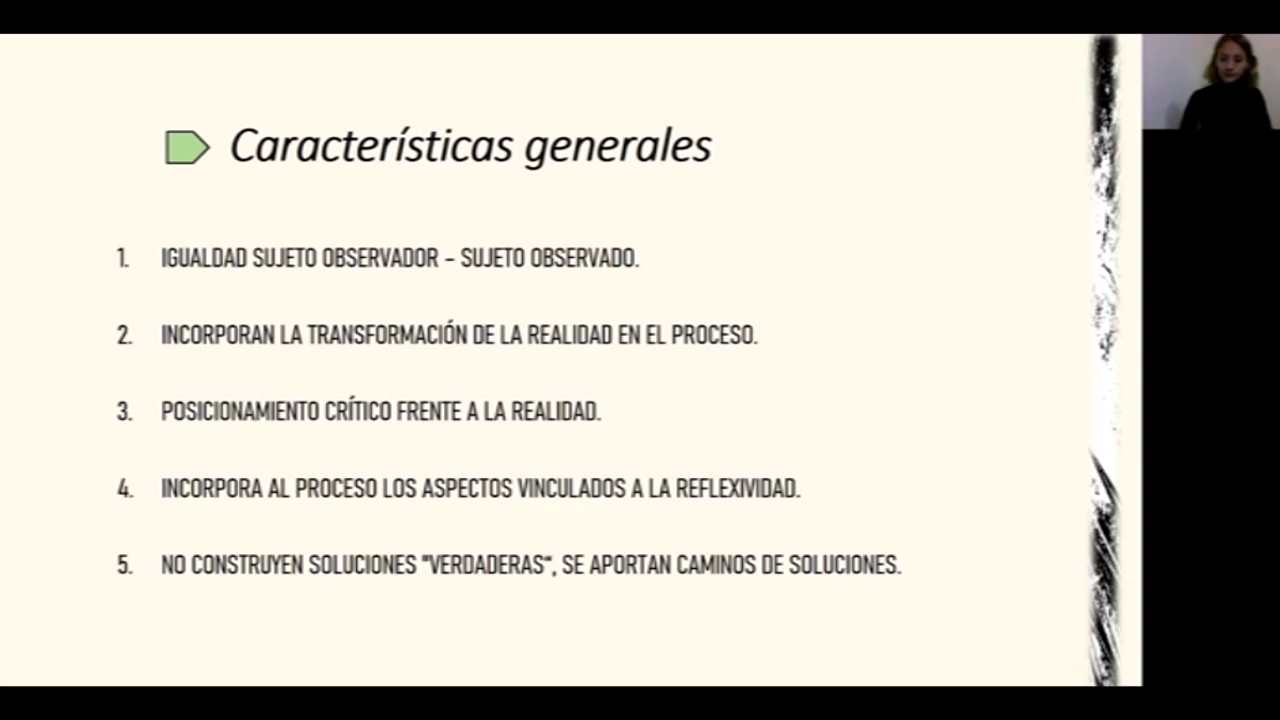 Características generales
1. IGUALDAD SUJETO OBSERVADOR – SUJETO OBSERVADO.
2. INCORPORAN LA TRANSFORMACIÓN DE LA REALIDAD EN EL PROCESO.
3. POSICIONAMIENTO CRÍTICO FRENTE A LA REALIDAD.
4. INCORPORA AL PROCESO LOS ASPECTOS VINCULADOS A LA REFLEXIVIDAD.
5. NO CONSTRUYEN SOLUCIONES "VERDADERAS", SE APORTAN CAMINOS DE SOLUCIONES.